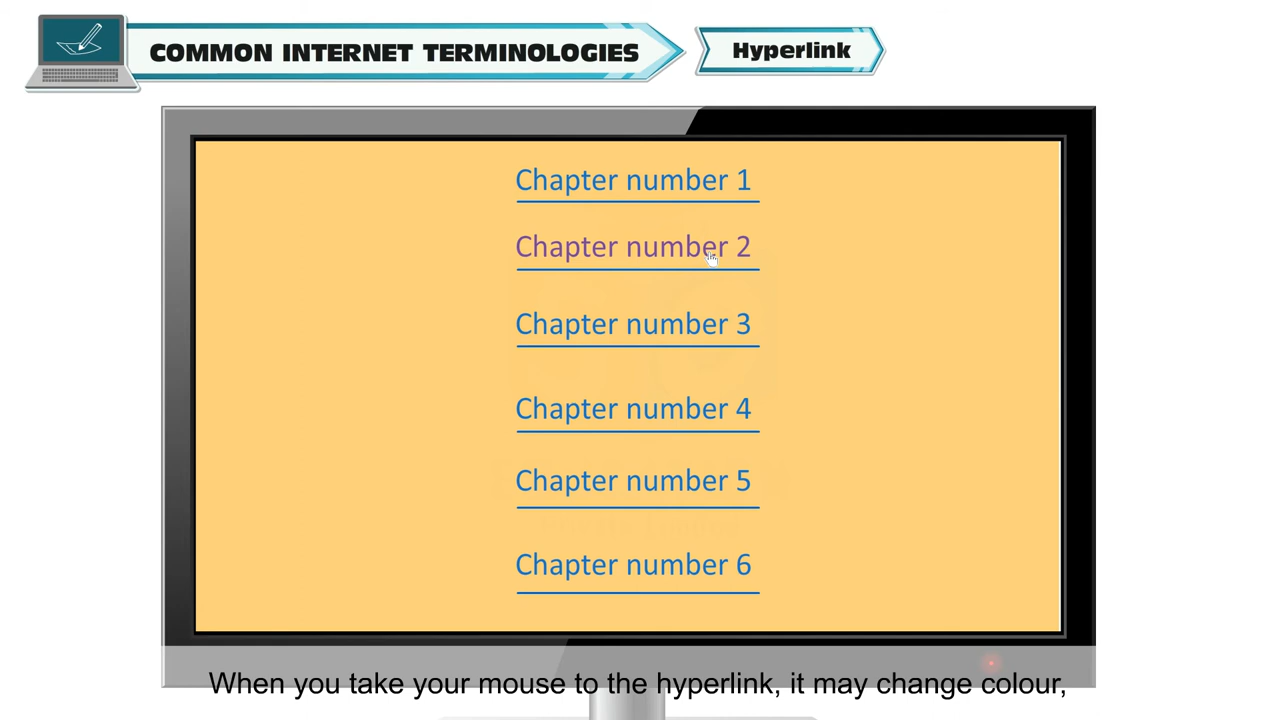 COMMON INTERNET TERMINOLOGIES
Hyperlink
Chapter number 1
Chapter number 2
Chapter number 3
Chapter number 4
Chapter number 5
Chapter number 6
When you take your mouse to the hyperlink, it may change colour,